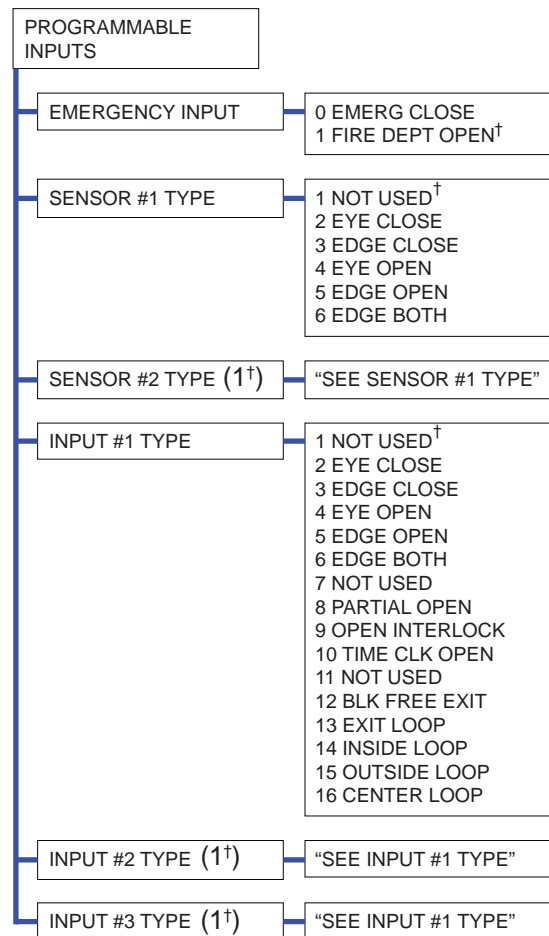 PROGRAMMABLE
INPUTS
EMERGENCY INPUT
0 EMERG CLOSE
1 FIRE DEPT OPEN†
SENSOR #1 TYPE
1 NOT USED†
2 EYE CLOSE
3 EDGE CLOSE
4 EYE OPEN
5 EDGE OPEN
6 EDGE BOTH
SENSOR #2 TYPE (1†)
“SEE SENSOR #1 TYPE”
INPUT #1 TYPE
1 NOT USED†
2 EYE CLOSE
3 EDGE CLOSE
4 EYE OPEN
5 EDGE OPEN
6 EDGE BOTH
7 NOT USED
8 PARTIAL OPEN
9 OPEN INTERLOCK
10 TIME CLK OPEN
11 NOT USED
12 BLK FREE EXIT
13 EXIT LOOP
14 INSIDE LOOP
15 OUTSIDE LOOP
16 CENTER LOOP
INPUT #2 TYPE (1†)
“SEE INPUT #1 TYPE”
INPUT #3 TYPE (1†)
“SEE INPUT #1 TYPE”